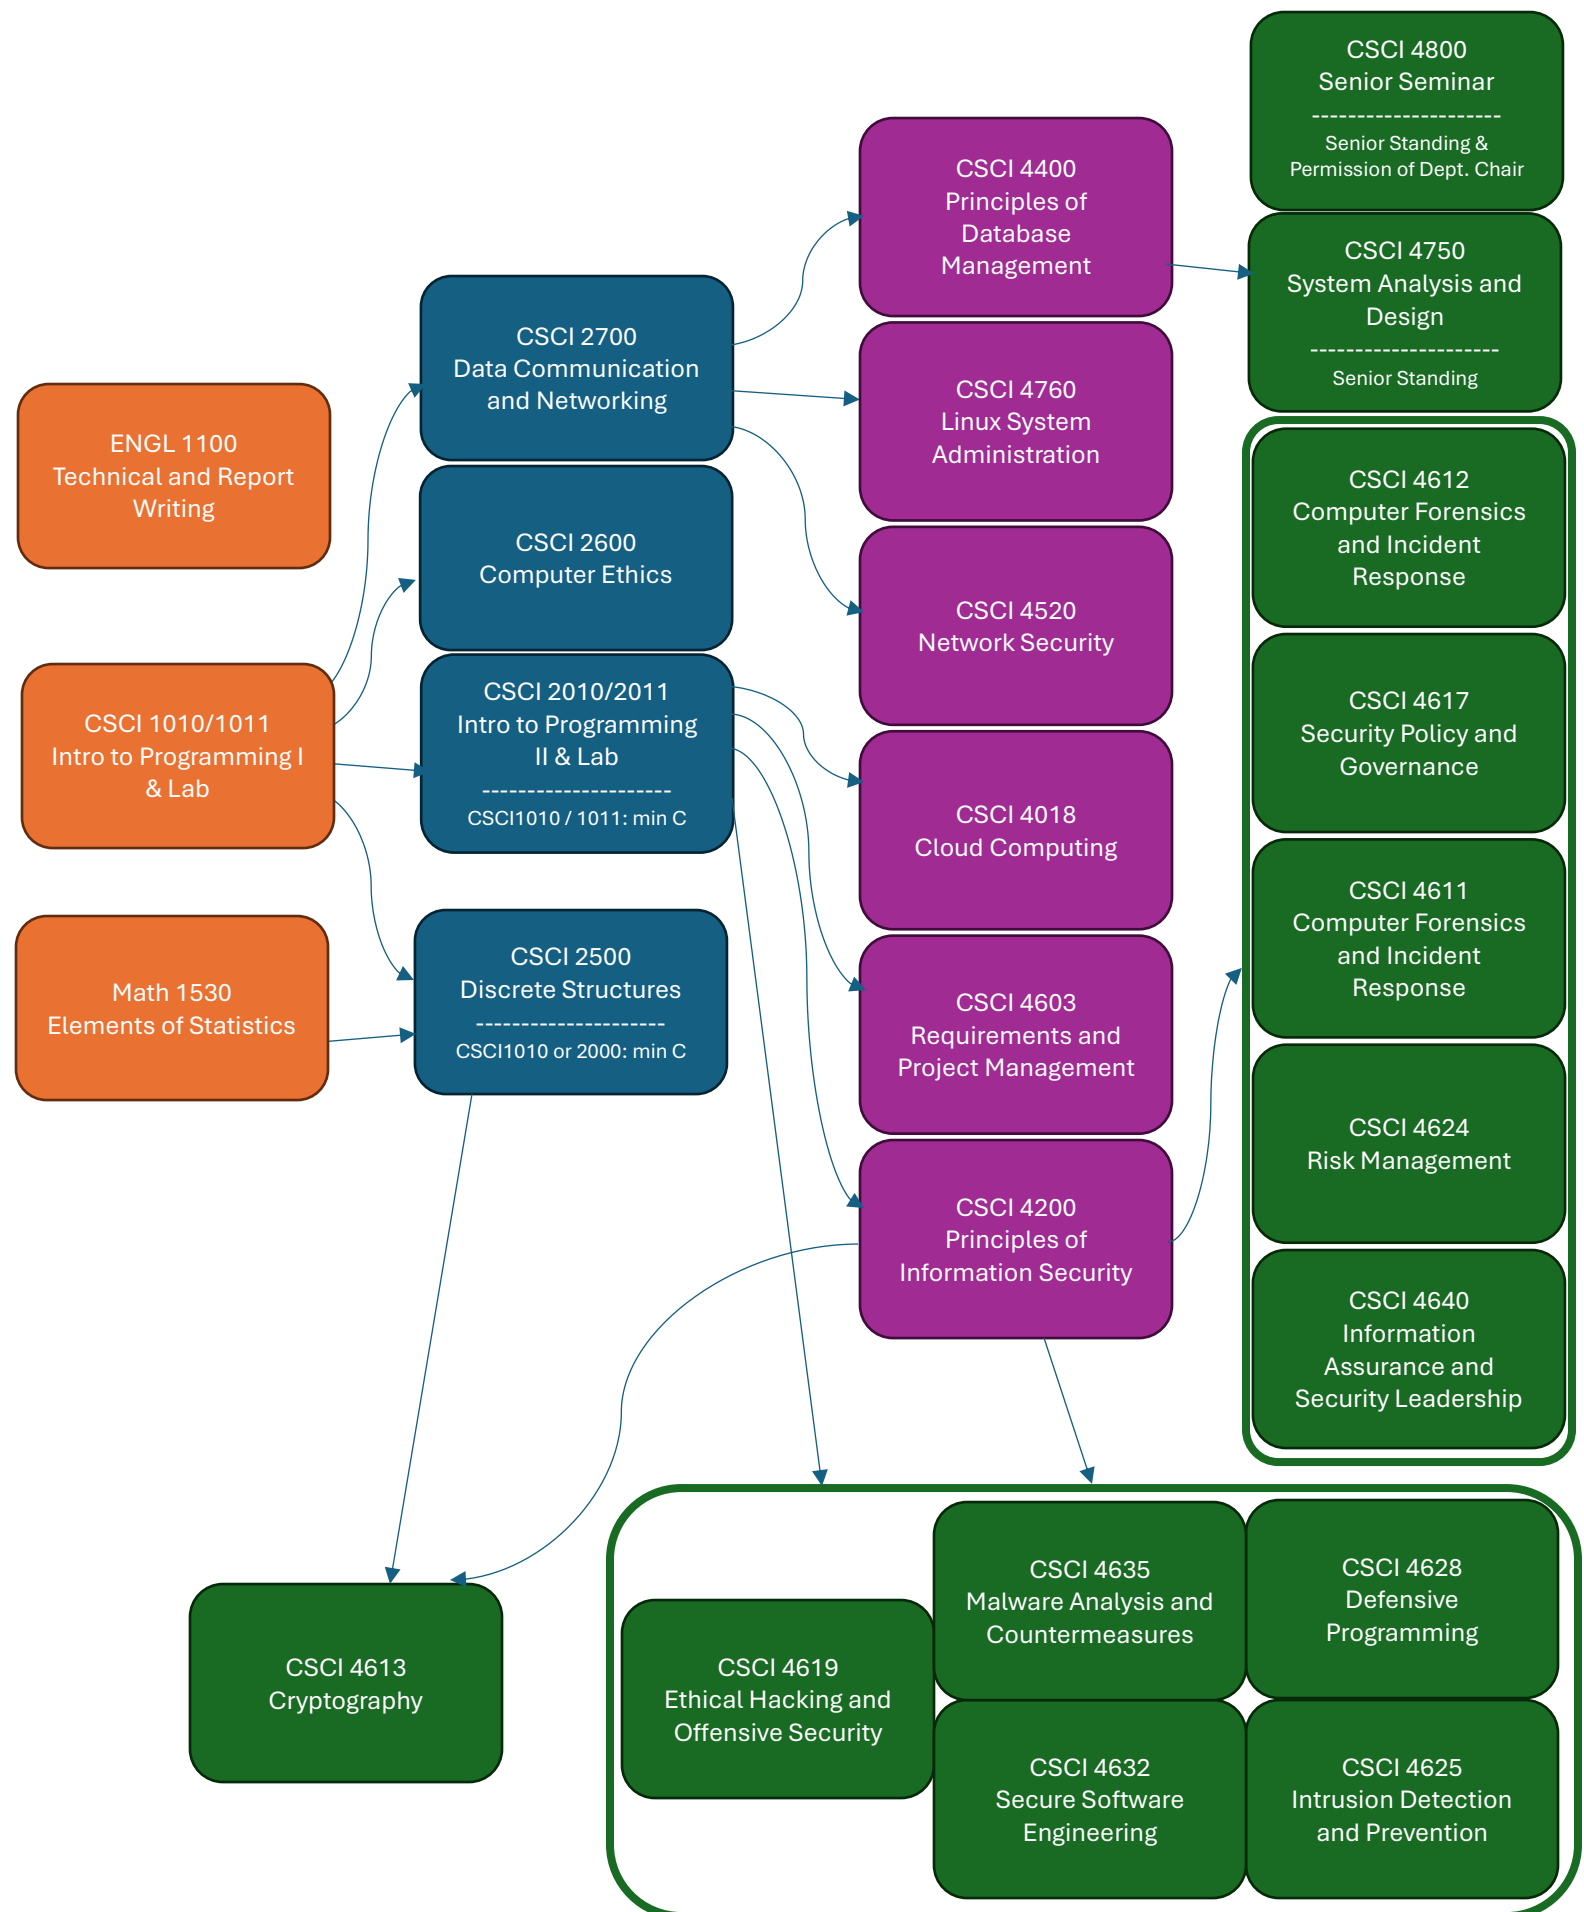 ENGL 1100
Technical and Report
Writing
CSCI 1010/1011
Intro to Programming I
& Lab
Math 1530
Elements of Statistics
CSCI 2700
Data Communication
and Networking
CSCI 2600
Computer Ethics
CSCI 2010/2011
Intro to Programming
II & Lab
---------------------
CSCI1010 / 1011: min C
CSCI 2500
Discrete Structures
---------------------
CSCI1010 or 2000: min C
CSCI 4400
Principles of
Database
Management
CSCI 4760
Linux System
Administration
CSCI 4520
Network Security
CSCI 4018
Cloud Computing
CSCI 4603
Requirements and
Project Management
CSCI 4200
Principles of
Information Security
CSCI 4800
Senior Seminar
---------------------
Senior Standing &
Permission of Dept. Chair
CSCI 4750
System Analysis and
Design
---------------------
Senior Standing
CSCI 4612
Computer Forensics
and Incident
Response
CSCI 4617
Security Policy and
Governance
CSCI 4611
Computer Forensics
and Incident
Response
CSCI 4624
Risk Management
CSCI 4640
Information
Assurance and
Security Leadership
CSCI 4613
Cryptography
CSCI 4619
Ethical Hacking and
Offensive Security
CSCI 4635
Malware Analysis and
Countermeasures
CSCI 4628
Defensive
Programming
CSCI 4632
Secure Software
Engineering
CSCI 4625
Intrusion Detection
and Prevention